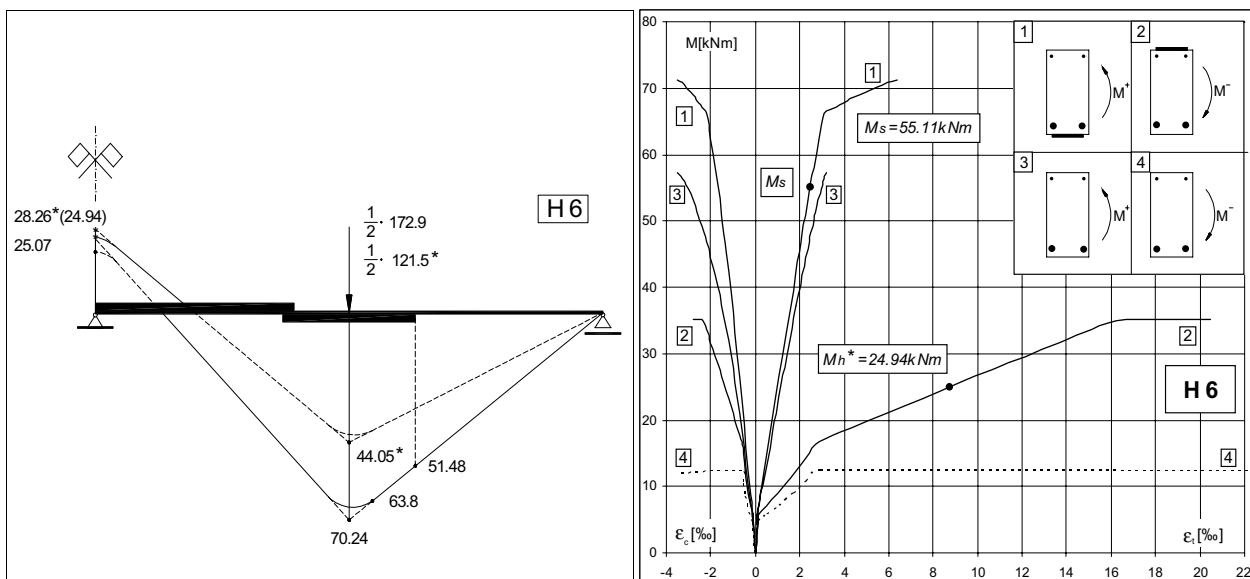 28.26*(24.94)
25.07
H 6
1/2 · 172.9
1/2 · 121.5*
44.05*
51.48
63.8
70.24
M[kNm]
80
70
60
50
40
30
20
10
0
-4 -2 0 2 4 6 8 10 12 14 16 18 20 22
εc [‰]
εt [‰]
1
1
3
3
2
2
4
4
Ms=55.11kNm
Ms
Mh*=24.94kNm
H 6
1
M+
2
M-
3
M+
4
M-